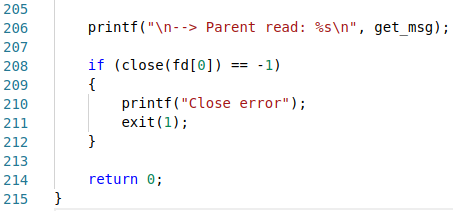 205
206 printf("\n--> Parent read: %s\n", get_msg);
207
208 if (close(fd[0]) == -1)
209 {
210 printf("Close error");
211 exit(1);
212 }
213
214 return 0;
215 }